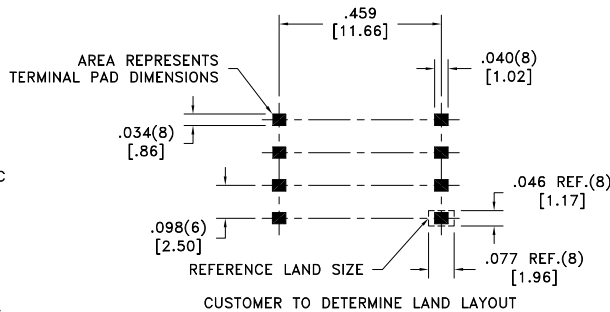 .459
[11.66]
AREA REPRESENTS
TERMINAL PAD DIMENSIONS
.040(8)
[1.02]
.034(8)
[.86]
C
.046 REF.(8)
[1.17]
.098(6)
[2.50]
.077 REF.(8)
[1.96]
REFERENCE LAND SIZE
CUSTOMER TO DETERMINE LAND LAYOUT